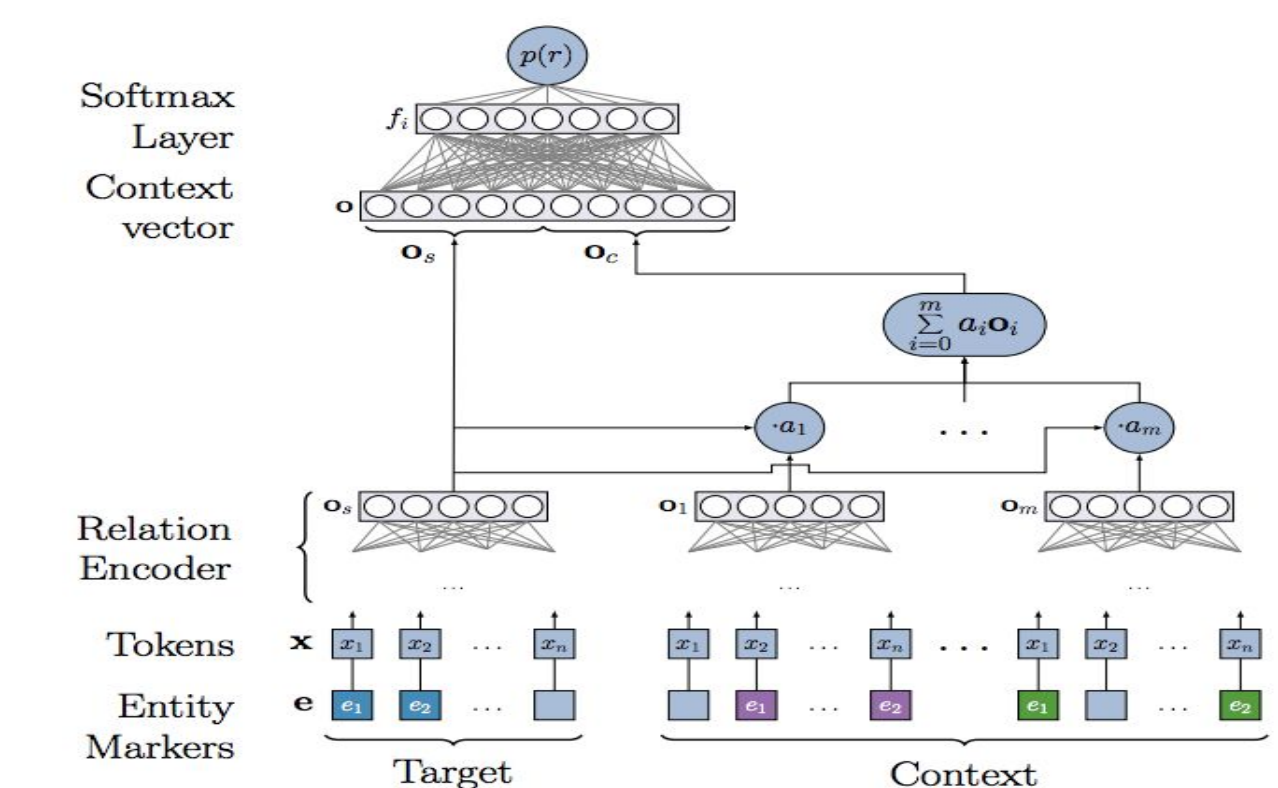 p(r)
Softmax
Layer
f_i
Context
vector
o
o_s
o_c
m
∑ a_i o_i
i=0
·a_1
...
·a_m
Relation
Encoder
o_s
o_1
o_m
...
...
...
Tokens
x x_1 x_2 ... x_n x_1 x_2 ... x_n ... x_1 x_2 ... x_n
Entity
Markers
e e_1 e_2 ... e_1 ... e_2 e_1 ... e_2
Target
Context